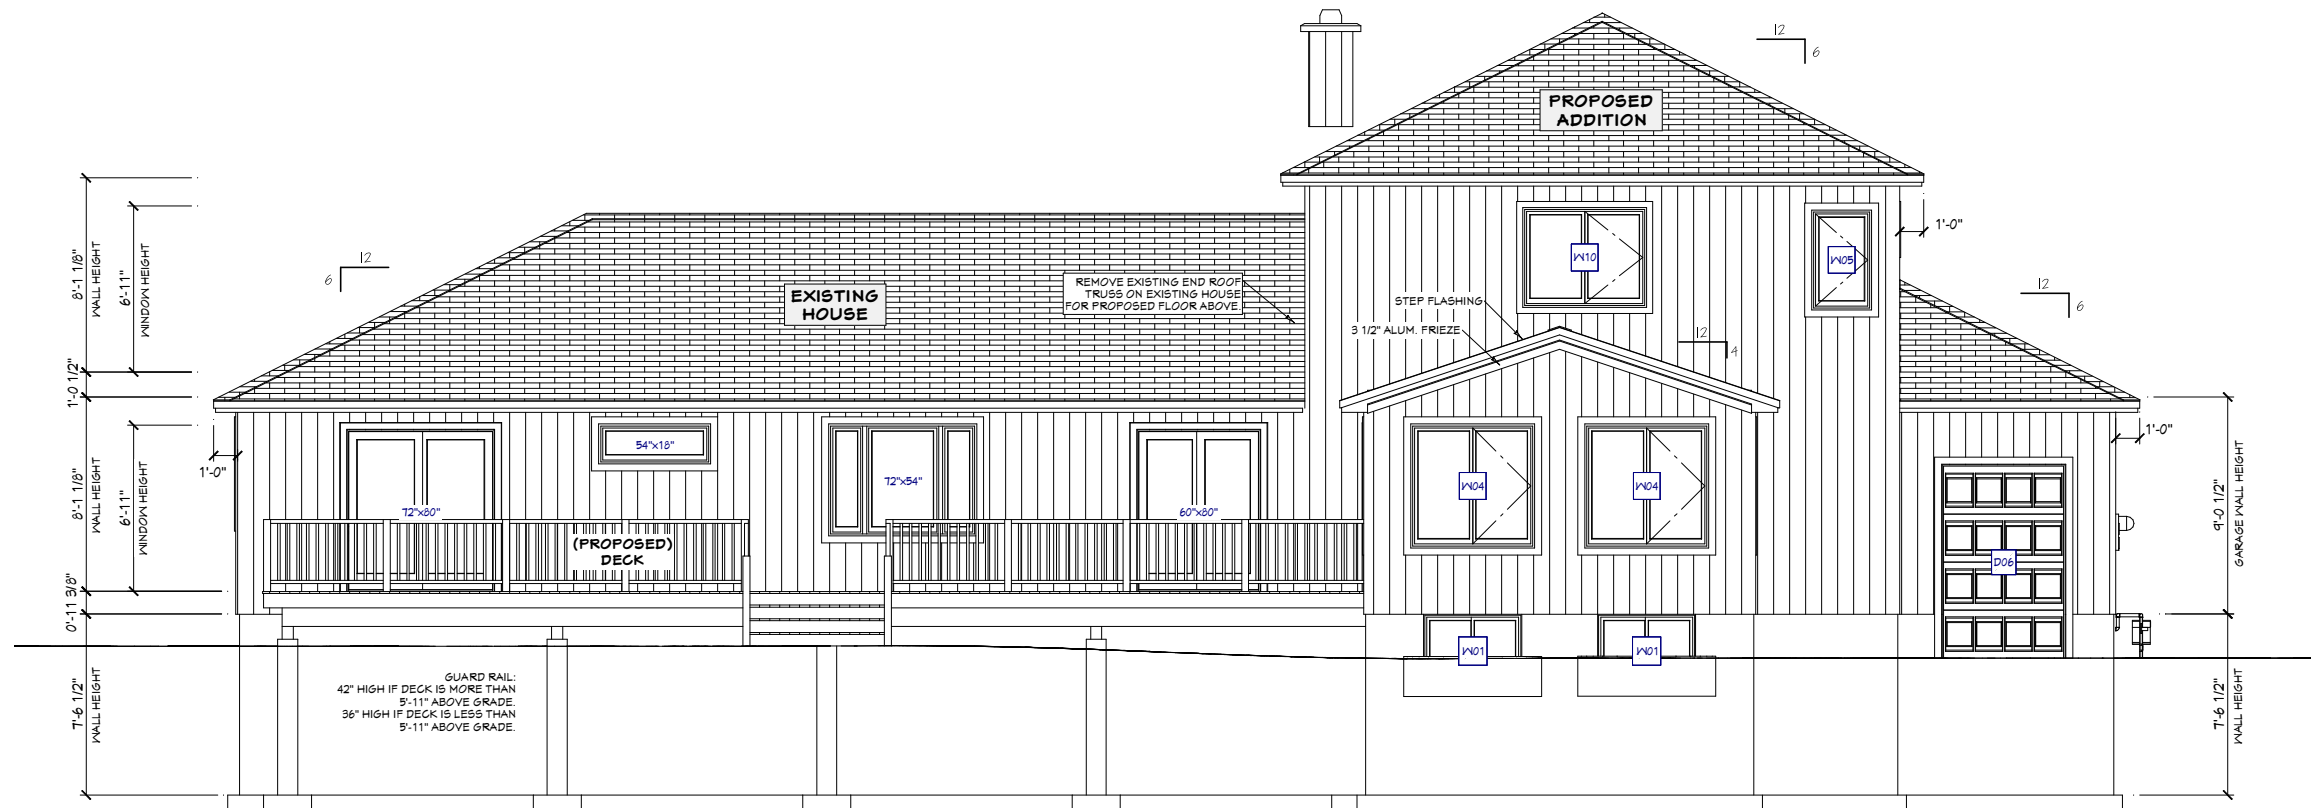 12
6
PROPOSED
ADDITION
8'-1 1/8"
WALL HEIGHT
6'-11"
WINDOW HEIGHT
1'-0"
12
6
W10
W05
EXISTING
HOUSE
REMOVE EXISTING END ROOF
TRUSS ON EXISTING HOUSE
FOR PROPOSED FLOOR ABOVE.
12
6
STEP FLASHING
3 1/2" ALUM. FRIEZE
12
4
1'-0 1/2"
8'-1 1/8"
WALL HEIGHT
6'-11"
WINDOW HEIGHT
1'-0"
54"x18"
72"x54"
72"x80"
60"x80"
W04
W04
1'-0"
9'-0 1/2"
GARAGE WALL HEIGHT
(PROPOSED)
DECK
D06
0'-11 3/8"
W01
W01
7'-6 1/2"
WALL HEIGHT
GUARD RAIL:
42" HIGH IF DECK IS MORE THAN
5'-11" ABOVE GRADE.
36" HIGH IF DECK IS LESS THAN
5'-11" ABOVE GRADE.
7'-6 1/2"
WALL HEIGHT